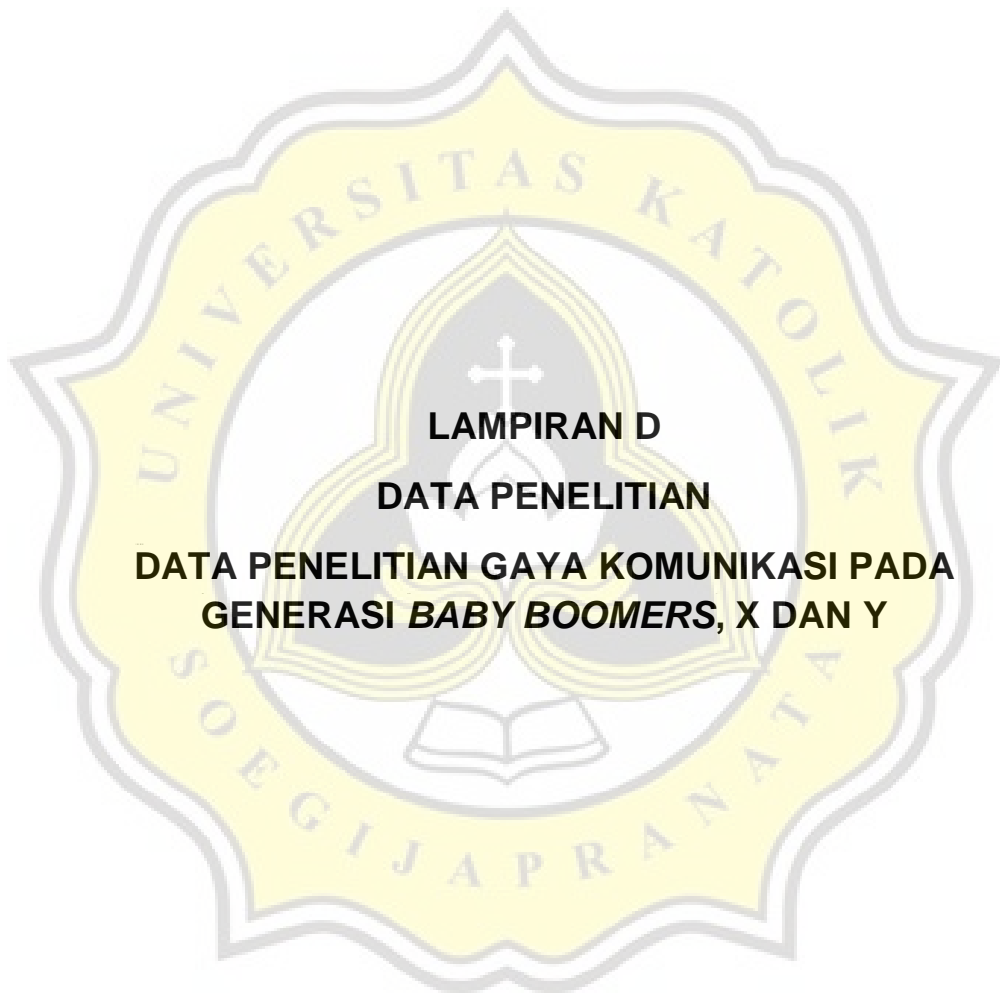 UNIVERSITAS KATOLIK
LAMPIRAN D
DATA PENELITIAN
DATA PENELITIAN GAYA KOMUNIKASI PADA
GENERASI BABY BOOMERS, X DAN Y
SOEGIJAPRANATA